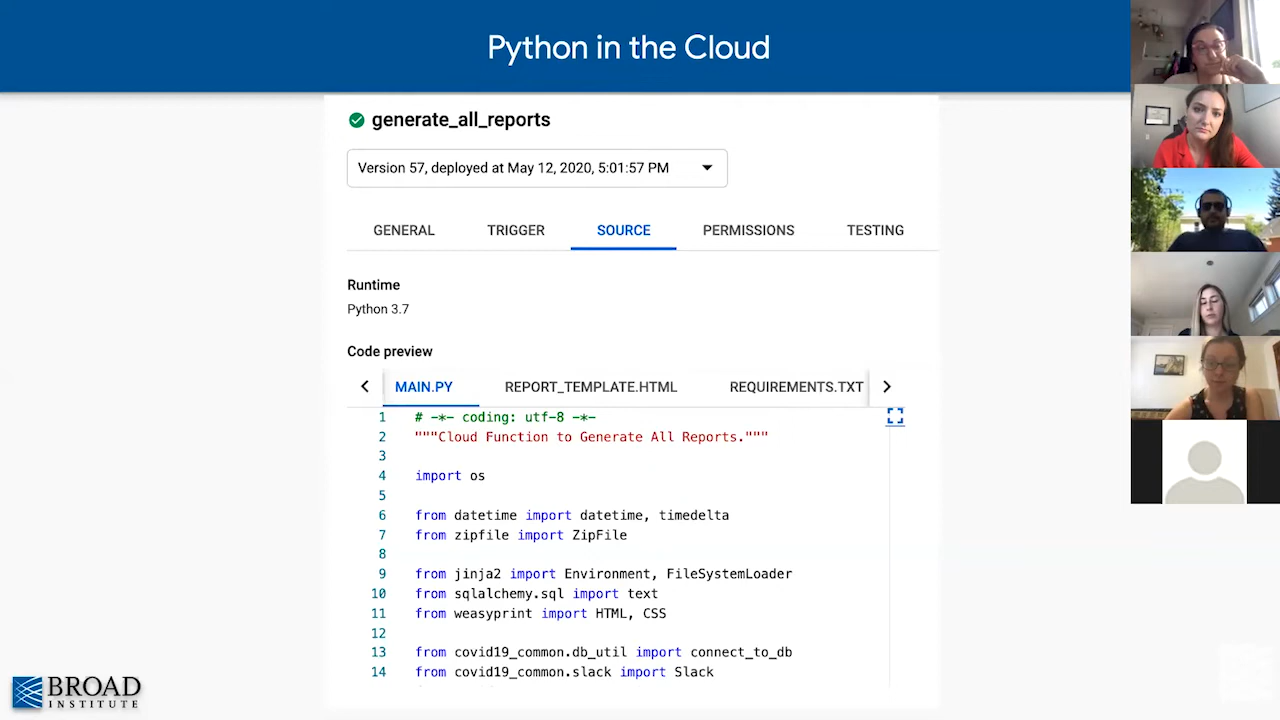 Python in the Cloud
generate_all_reports
Version 57, deployed at May 12, 2020, 5:01:57 PM
GENERAL TRIGGER SOURCE PERMISSIONS TESTING
Runtime
Python 3.7
Code preview
MAIN.PY REPORT_TEMPLATE.HTML REQUIREMENTS.TXT
1 # -*- coding: utf-8 -*-
2 """Cloud Function to Generate All Reports."""
3
4 import os
5
6 from datetime import datetime, timedelta
7 from zipfile import ZipFile
8
9 from jinja2 import Environment, FileSystemLoader
10 from sqlalchemy.sql import text
11 from weasyprint import HTML, CSS
12
13 from covid19_common.db_util import connect_to_db
14 from covid19_common.slack import Slack
BROAD
INSTITUTE